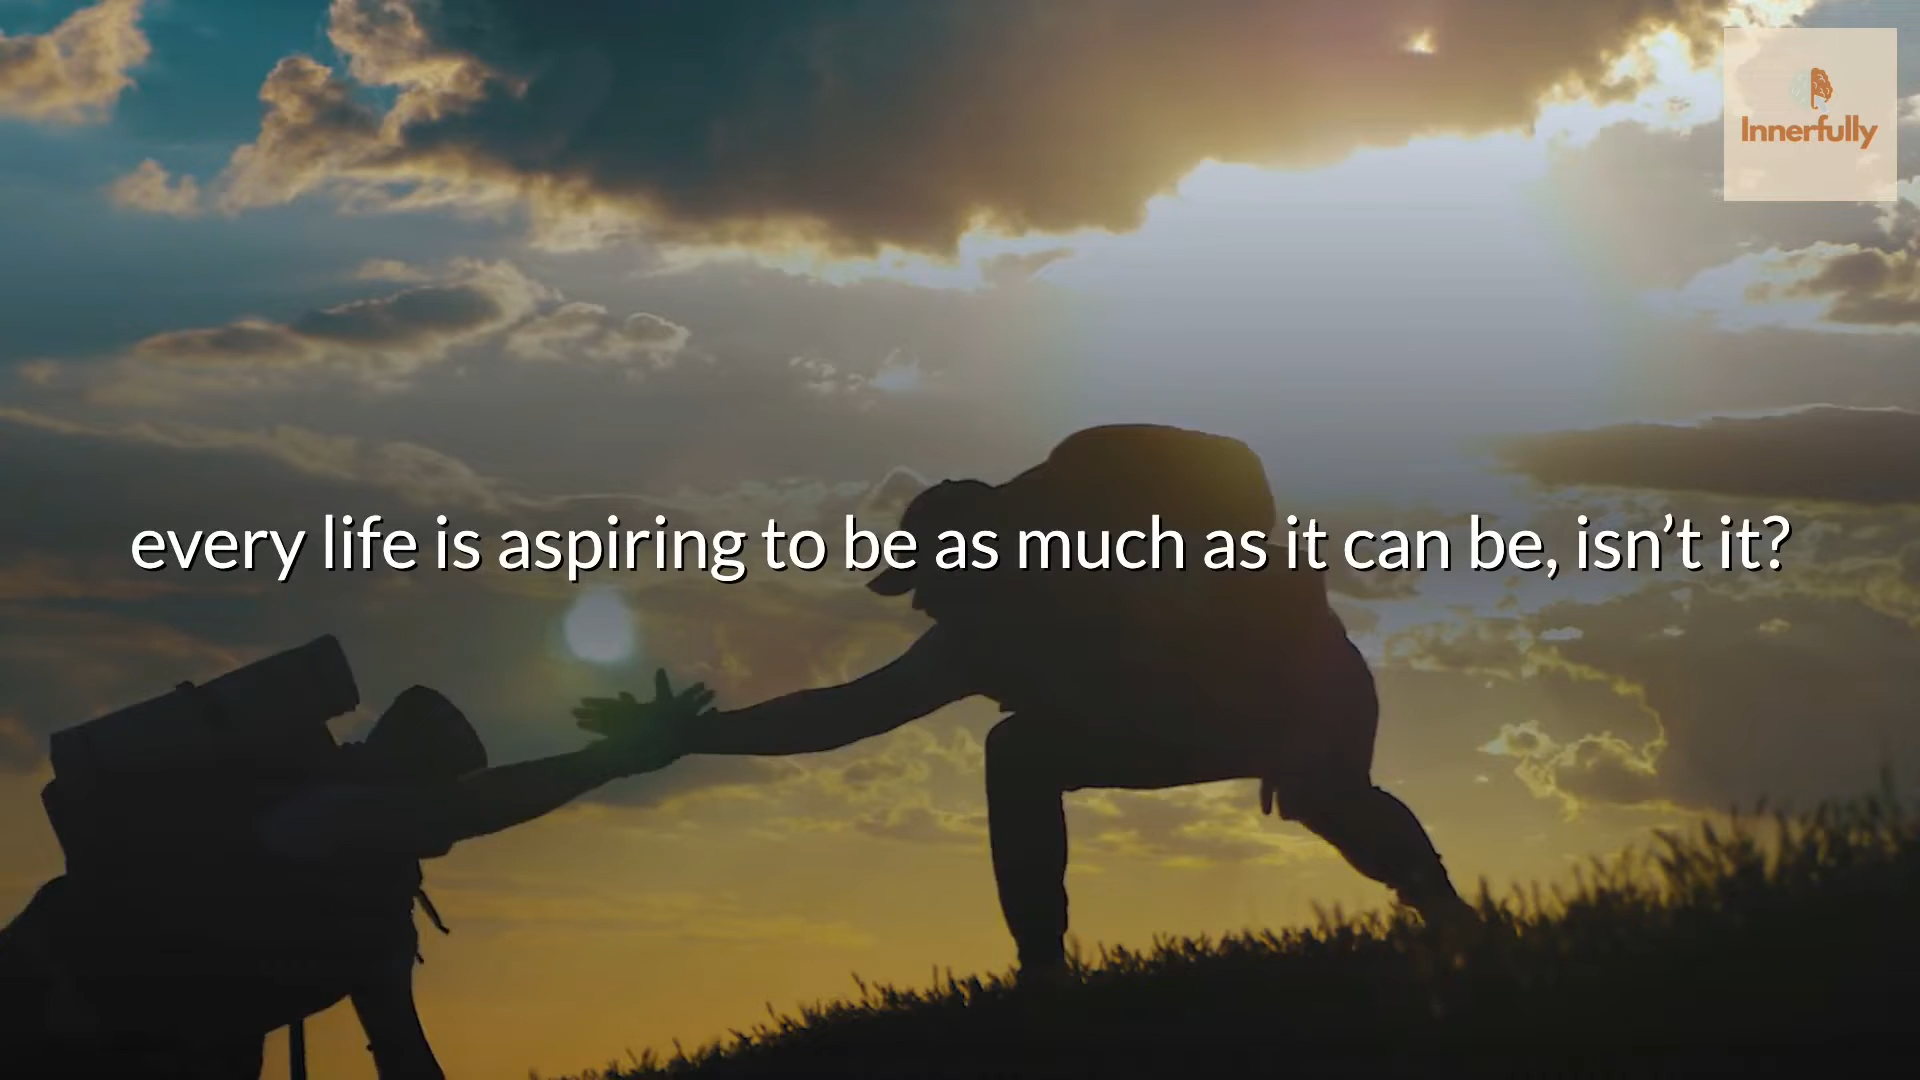 Innerfully
every life is aspiring to be as much as it can be, isn’t it?